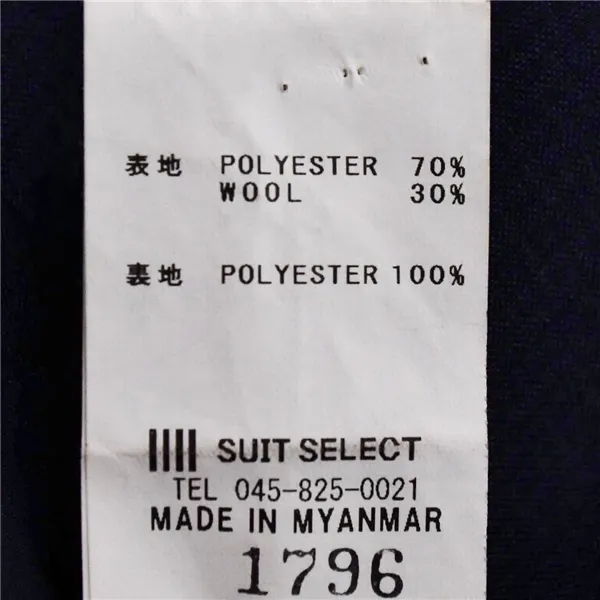 表地 POLYESTER 70%
WOOL 30%
裏地 POLYESTER 100%
SUIT SELECT
TEL 045-825-0021
MADE IN MYANMAR
1796